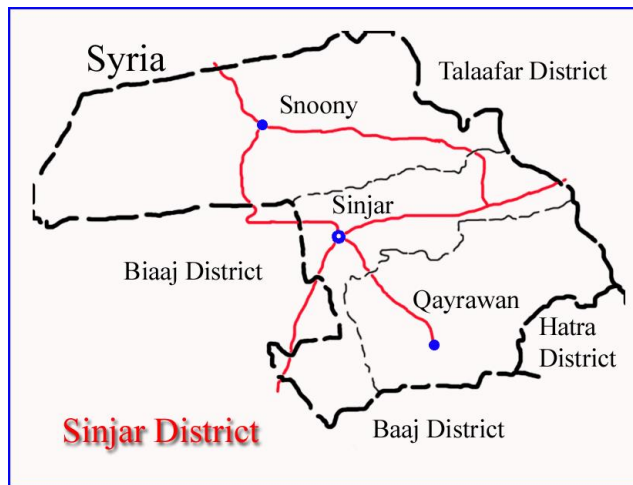 Syria
Talaafar District
Snoony
Sinjar
Biaaj District
Qayrawan
Hatra
District
Sinjar District
Baaj District